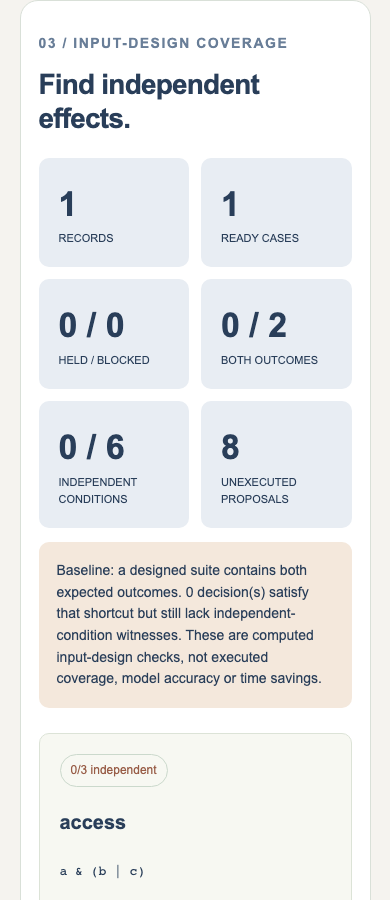 03 / INPUT-DESIGN COVERAGE
Find independent
effects.
1
RECORDS
1
READY CASES
0 / 0
HELD / BLOCKED
0 / 2
BOTH OUTCOMES
0 / 6
INDEPENDENT
CONDITIONS
8
UNEXECUTED
PROPOSALS
Baseline: a designed suite contains both
expected outcomes. 0 decision(s) satisfy
that shortcut but still lack independent-
condition witnesses. These are computed
input-design checks, not executed
coverage, model accuracy or time savings.
0/3 independent
access
a & (b | c)